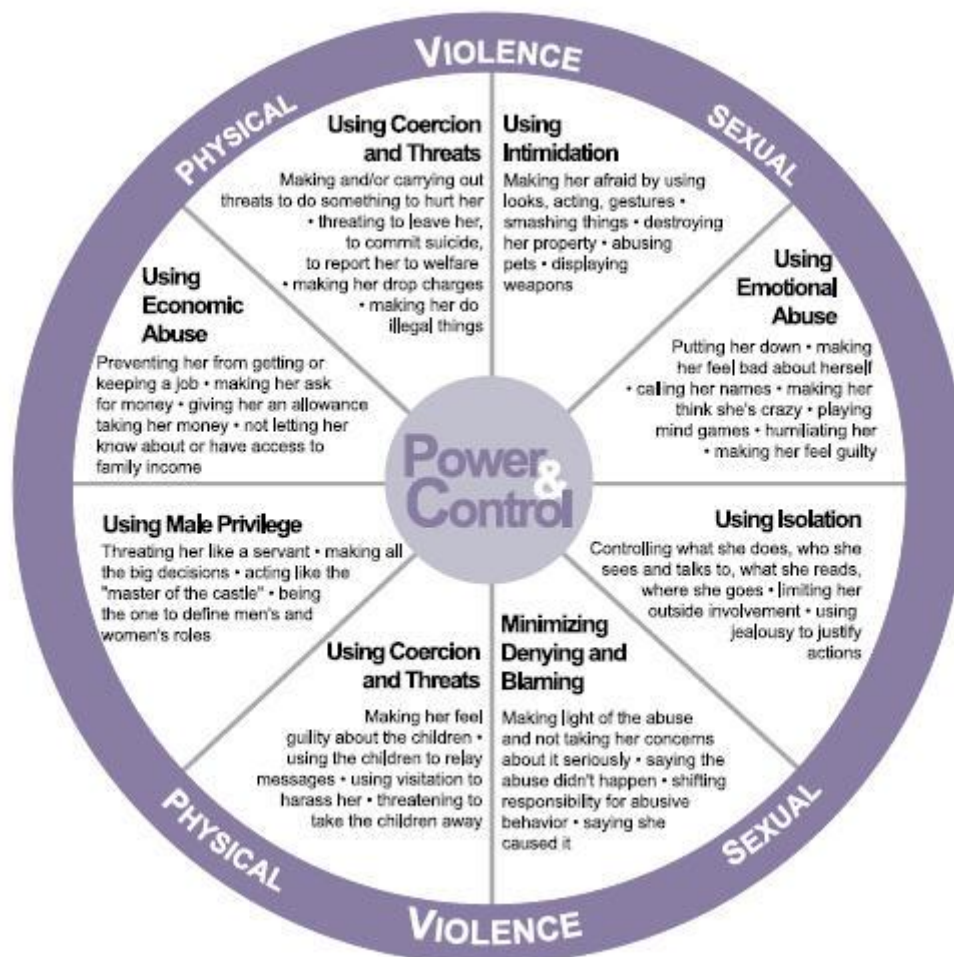 VIOLENCE
PHYSICAL
SEXUAL
Using Coercion
and Threats
Making and/or carrying out
threats to do something to hurt her
• threating to leave her,
to commit suicide,
to report her to welfare
• making her drop charges
• making her do
illegal things
Using
Intimidation
Making her afraid by using
looks, acting, gestures •
smashing things • destroying
her property • abusing
pets • displaying
weapons
Using
Economic
Abuse
Preventing her from getting or
keeping a job • making her ask
for money • giving her an allowance
taking her money • not letting her
know about or have access to
family income
Using
Emotional
Abuse
Putting her down • making
her feel bad about herself
• calling her names • making her
think she's crazy • playing
mind games • humiliating her
• making her feel guilty
Power
&
Control
Using Male Privilege
Threating her like a servant • making all
the big decisions • acting like the
"master of the castle" • being
the one to define men's and
women's roles
Using Isolation
Controlling what she does, who she
sees and talks to, what she reads,
where she goes • limiting her
outside involvement • using
jealousy to justify
actions
Using Coercion
and Threats
Making her feel
guility about the children •
using the children to relay
messages • using visitation to
harass her • threatening to
take the children away
Minimizing
Denying and
Blaming
Making light of the abuse
and not taking her concerns
about it seriously • saying the
abuse didn't happen • shifting
responsibility for abusive
behavior • saying she
caused it
PHYSICAL
SEXUAL
VIOLENCE